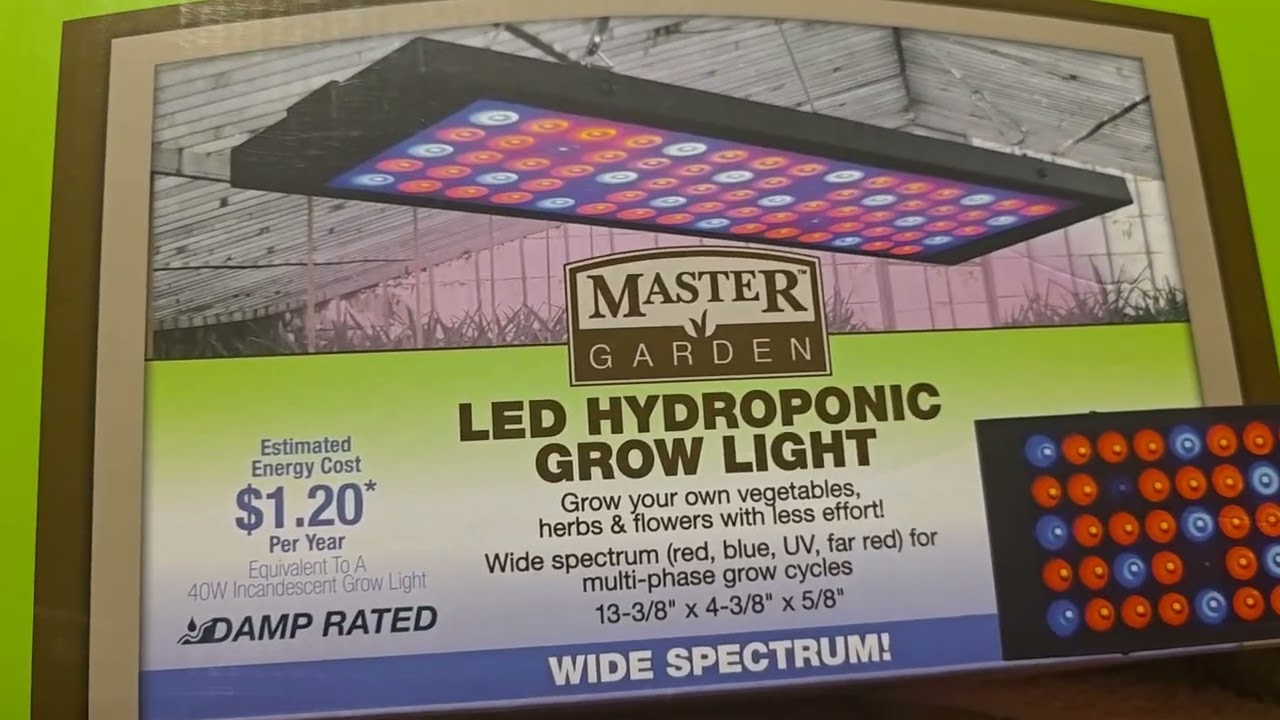 MASTER™
GARDEN
LED HYDROPONIC
GROW LIGHT
Grow your own vegetables,
herbs & flowers with less effort!
Wide spectrum (red, blue, UV, far red) for
multi-phase grow cycles
13-3/8" x 4-3/8" x 5/8"
Estimated
Energy Cost
$1.20*
Per Year
Equivalent To A
40W Incandescent Grow Light
DAMP RATED
WIDE SPECTRUM!